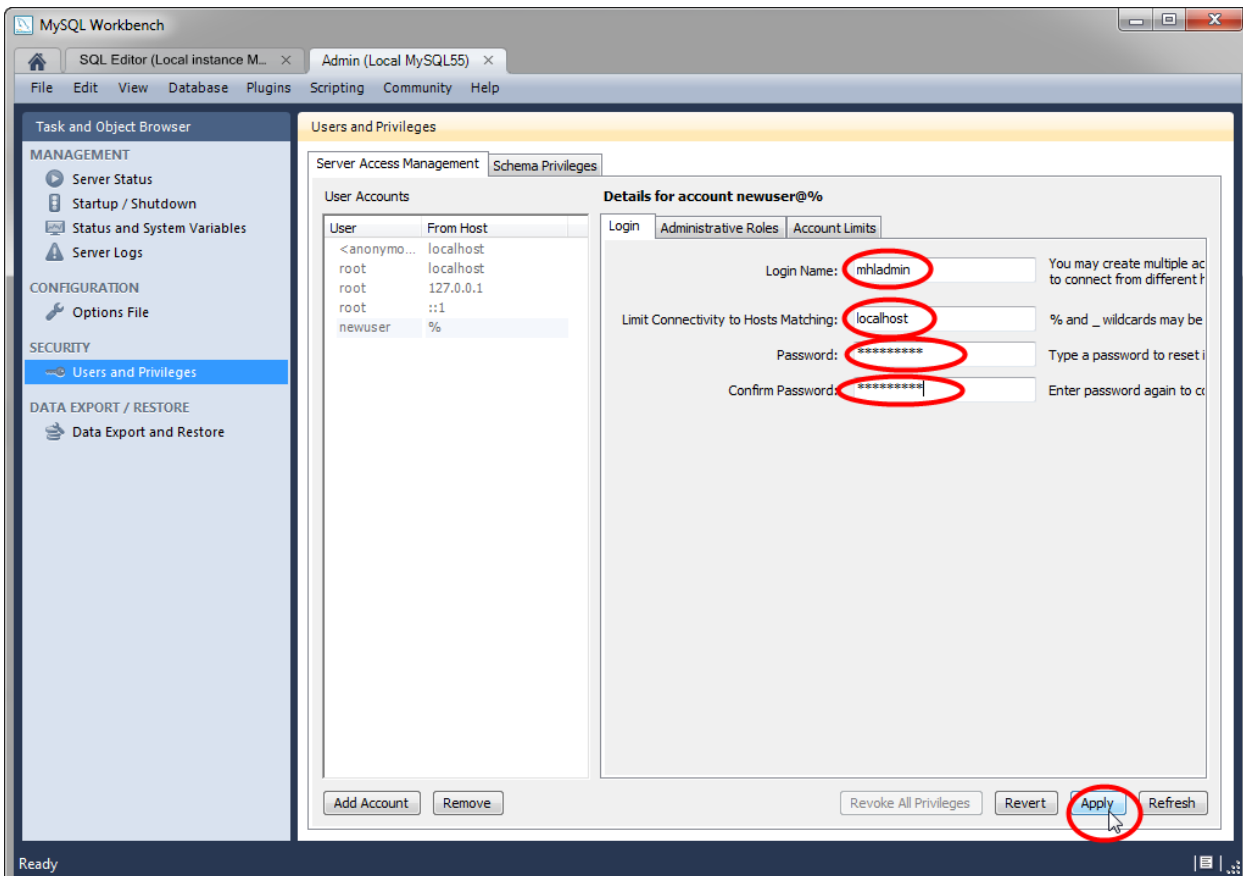 MySQL Workbench
SQL Editor (Local instance M... ×
Admin (Local MySQL55) ×
File Edit View Database Plugins Scripting Community Help
Task and Object Browser
MANAGEMENT
Server Status
Startup / Shutdown
Status and System Variables
Server Logs
CONFIGURATION
Options File
SECURITY
Users and Privileges
DATA EXPORT / RESTORE
Data Export and Restore
Users and Privileges
Server Access Management
Schema Privileges
User Accounts
User From Host
<anonymo... localhost
root localhost
root 127.0.0.1
root ::1
newuser %
Add Account
Remove
Details for account newuser@%
Login
Administrative Roles
Account Limits
Login Name: mhladmin
You may create multiple ac
to connect from different h
Limit Connectivity to Hosts Matching: localhost
% and _ wildcards may be
Password: *********
Type a password to reset i
Confirm Password: *********
Enter password again to co
Revoke All Privileges
Revert
Apply
Refresh
Ready